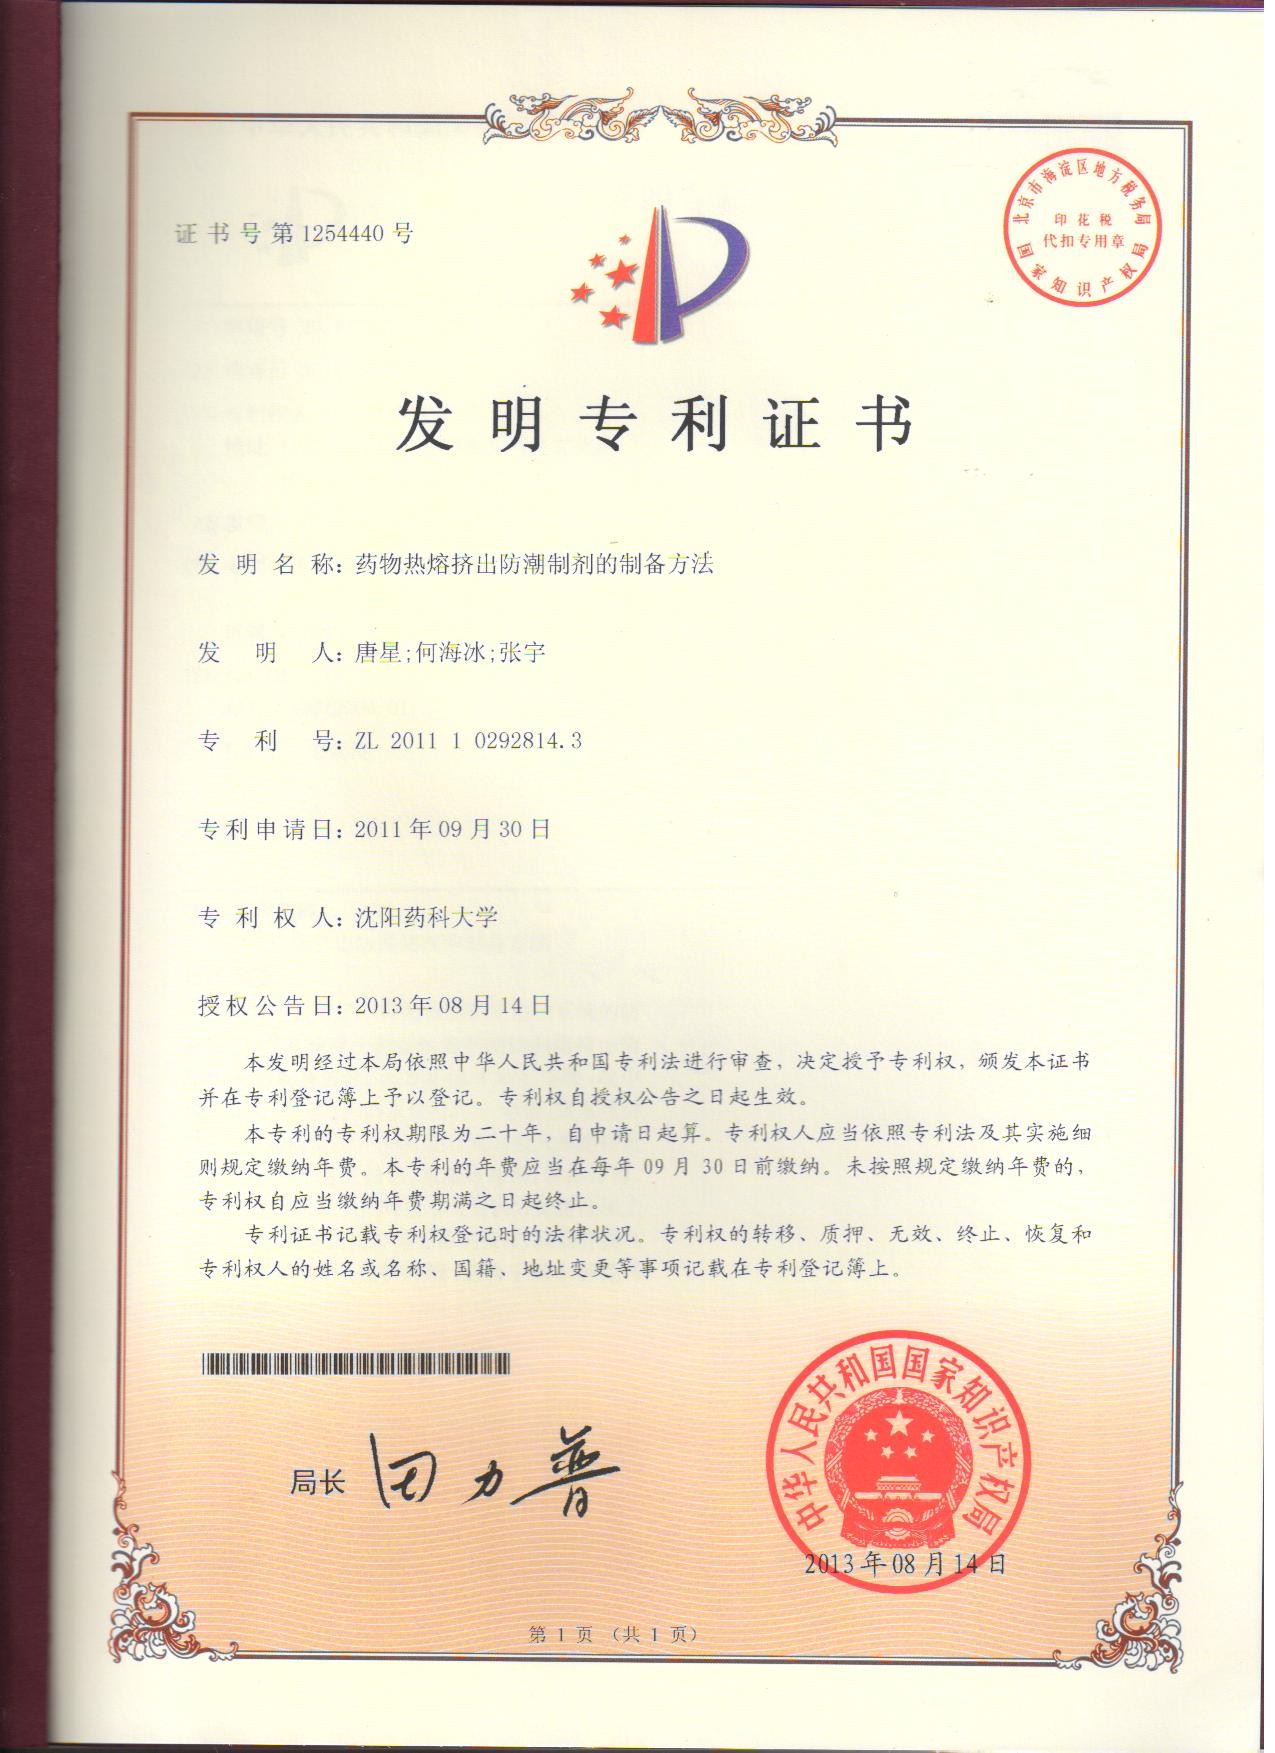 证书号第1254440号
北京市海淀区地方税务局
印花税
代扣专用章
国家知识产权局
发明专利证书
发明名称：药物热熔挤出防潮制剂的制备方法
发明人：唐星;何海冰;张宇
专利号：ZL 2011 1 0292814.3
专利申请日：2011年09月30日
专利权人：沈阳药科大学
授权公告日：2013年08月14日
本发明经过本局依照中华人民共和国专利法进行审查，决定授予专利权，颁发本证书
并在专利登记簿上予以登记。专利权自授权公告之日起生效。
本专利的专利权期限为二十年，自申请日起算。专利权人应当依照专利法及其实施细
则规定缴纳年费。本专利的年费应当在每年09月30日前缴纳。未按照规定缴纳年费的，
专利权自应当缴纳年费期满之日起终止。
专利证书记载专利权登记时的法律状况。专利权的转移、质押、无效、终止、恢复和
专利权人的姓名或名称、国籍、地址变更等事项记载在专利登记簿上。
局长 田力普
中华人民共和国国家知识产权局
2013年08月14日
第1页（共1页）